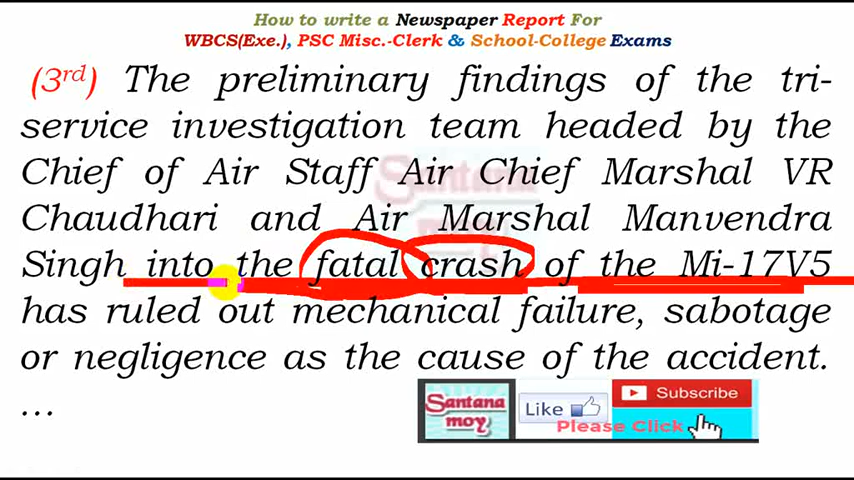 How to write a Newspaper Report For
WBCS(Exe.), PSC Misc.-Clerk & School-College Exams
(3rd) The preliminary findings of the tri-
service investigation team headed by the
Chief of Air Staff Air Chief Marshal VR
Chaudhari and Air Marshal Manvendra
Singh into the fatal crash of the Mi-17V5
has ruled out mechanical failure, sabotage
or negligence as the cause of the accident.
...
Santana
moy
Santana
moy
Like
Subscribe
Please Click